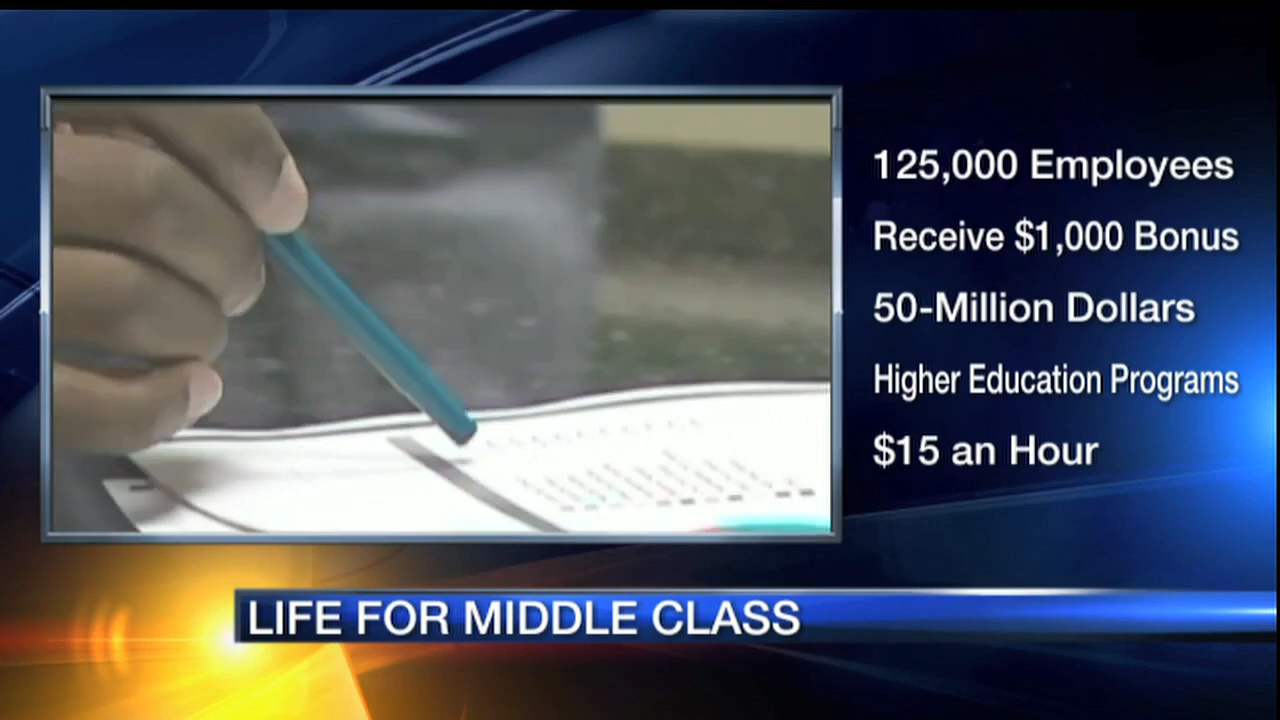 125,000 Employees
Receive $1,000 Bonus
50-Million Dollars
Higher Education Programs
$15 an Hour
LIFE FOR MIDDLE CLASS